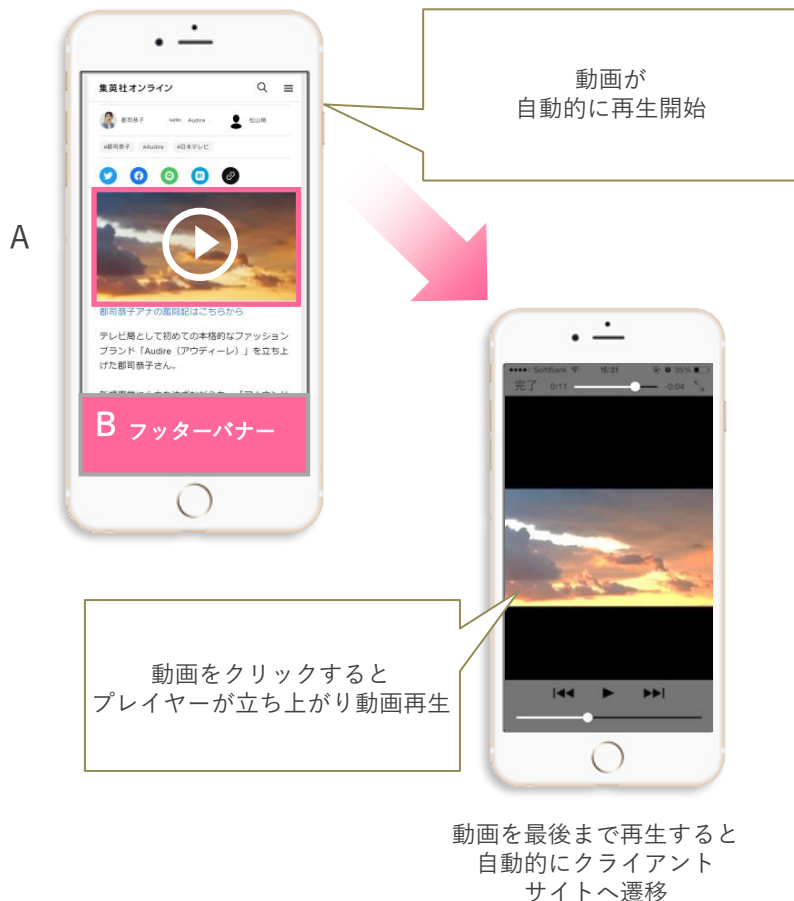 動画が
自動的に再生開始
集英社オンライン
郡司恭子
Audire
Audire
松山梢
#郡司恭子 #Audire #日本テレビ
A
郡司恭子アナの奮闘記はこちらから
テレビ局として初めての本格的なファッション
ブランド「Audire（アウディーレ）」を立ち上
げた郡司恭子さん。
B フッターバナー
SoftBank 15:31 35%
完了 0:11 -0:04
動画をクリックすると
プレイヤーが立ち上がり動画再生
動画を最後まで再生すると
自動的にクライアント
サイトへ遷移